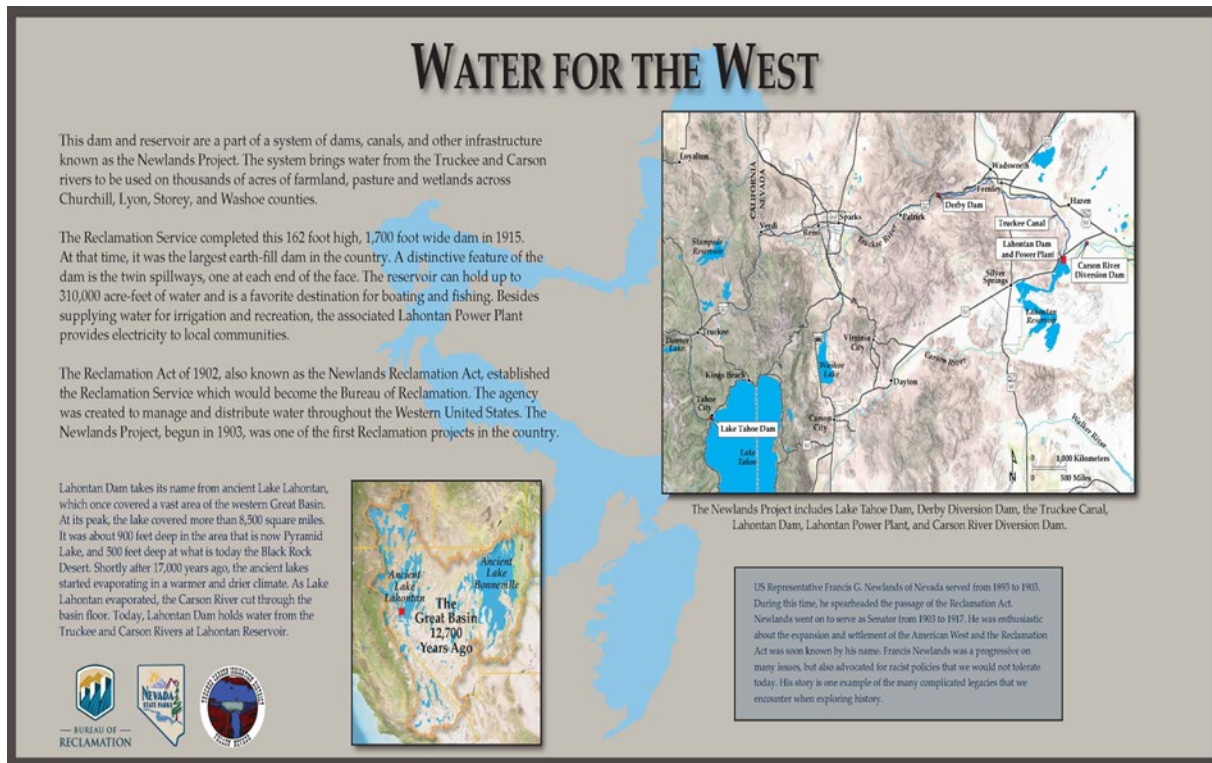 WATER FOR THE WEST
This dam and reservoir are a part of a system of dams, canals, and other infrastructure
known as the Newlands Project. The system brings water from the Truckee and Carson
rivers to be used on thousands of acres of farmland, pasture and wetlands across
Churchill, Lyon, Storey, and Washoe counties.
The Reclamation Service completed this 162 foot-high, 1,700 foot wide dam in 1915.
At that time, it was the largest earth-fill dam in the country. A distinctive feature of the
dam is the twin spillways, one at each end of the face. The reservoir can hold up to
310,000 acre-feet of water and is a favorite destination for boating and fishing. Besides
supplying water for irrigation and recreation, the associated Lahontan Power Plant
provides electricity to local communities.
The Reclamation Act of 1902, also known as the Newlands Reclamation Act, established
the Reclamation Service which would become the Bureau of Reclamation. The agency
was created to manage and distribute water throughout the Western United States. The
Newlands Project, begun in 1903, was one of the first Reclamation projects in the country.
Lahontan Dam takes its name from ancient Lake Lahontan,
which once covered a vast area of the western Great Basin.
At its peak, the lake covered more than 8,500 square miles.
It was about 900 feet deep in the area that is now Pyramid
Lake, and 500 feet deep at what is today the Black Rock
Desert. Shortly after 17,000 years ago, the ancient lakes
started evaporating in a warmer and drier climate. As Lake
Lahontan evaporated, the Carson River cut through the
basin floor. Today, Lahontan Dam holds water from the
Truckee and Carson Rivers at Lahontan Reservoir.
BUREAU OF
RECLAMATION
NEVADA
STATE PARKS
Ancient
Lake
Lahontan
Ancient
Lake
Bonneville
The
Great Basin
12,700
Years Ago
Loyalton
CALIFORNIA
NEVADA
Verdi
Reno
Sparks
Patrick
Truckee River
Derby Dam
Wadsworth
Fernley
Hazen
Truckee Canal
Lahontan Dam
and Power Plant
Carson River
Diversion Dam
Silver
Springs
Lahontan
Reservoir
Stampede
Reservoir
Truckee
Donner
Lake
Kings Beach
Tahoe
City
Lake Tahoe Dam
Lake
Tahoe
Washoe
Lake
Virginia
City
Dayton
Carson River
Carson
City
Walker River
N
0 1,000 Kilometers
0 500 Miles
The Newlands Project includes Lake Tahoe Dam, Derby Diversion Dam, the Truckee Canal,
Lahontan Dam, Lahontan Power Plant, and Carson River Diversion Dam.
US Representative Francis G. Newlands of Nevada served from 1893 to 1903.
During this time, he spearheaded the passage of the Reclamation Act.
Newlands went on to serve as Senator from 1903 to 1917. He was enthusiastic
about the expansion and settlement of the American West and the Reclamation
Act was soon known by his name. Francis Newlands was a progressive on
many issues, but also advocated for racist policies that we would not tolerate
today. His story is one example of the many complicated legacies that we
encounter when exploring history.